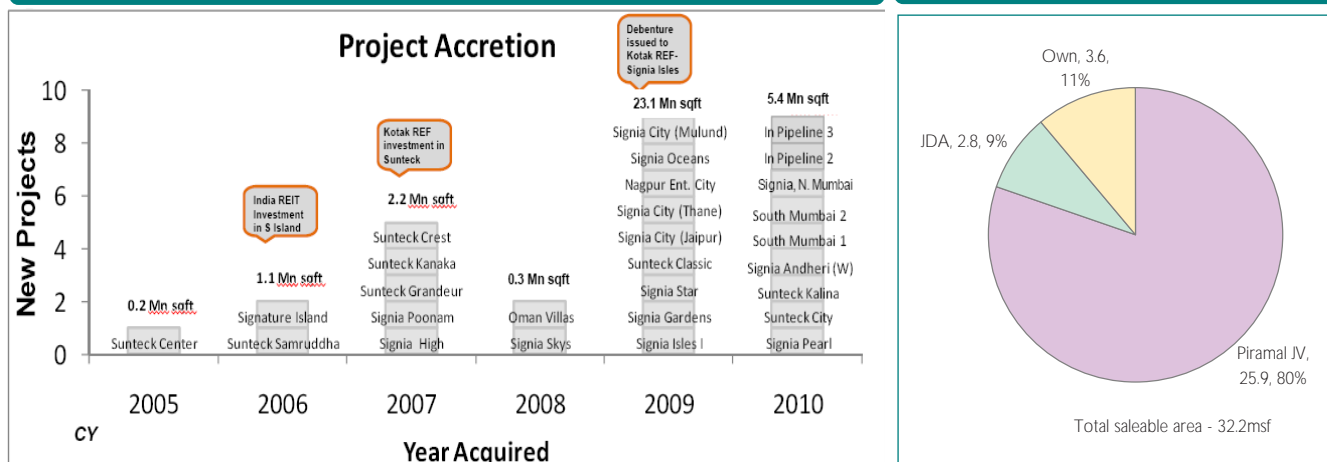 Project Accretion
New Projects
10
8
6
4
2
0
0.2 Mn sqft
Sunteck Center
India REIT
Investment
in S Island
1.1 Mn sqft
Signature Island
Sunteck Samruddha
Kotak REF
investment in
Sunteck
2.2 Mn sqft
Sunteck Crest
Sunteck Kanaka
Sunteck Grandeur
Signia Poonam
Signia High
0.3 Mn sqft
Oman Villas
Signia Skys
Debenture
issued to
Kotak REF-
Signia Isles
23.1 Mn sqft
Signia City (Mulund)
Signia Oceans
Nagpur Ent. City
Signia City (Thane)
Signia City (Jaipur)
Sunteck Classic
Signia Star
Signia Gardens
Signia Isles I
5.4 Mn sqft
In Pipeline 3
In Pipeline 2
Signia, N. Mumbai
South Mumbai 2
South Mumbai 1
Signia Andheri (W)
Sunteck Kalina
Sunteck City
Signia Pearl
2005 2006 2007 2008 2009 2010
CY
Year Acquired
Own, 3.6,
11%
JDA, 2.8, 9%
Piramal JV,
25.9, 80%
Total saleable area - 32.2msf